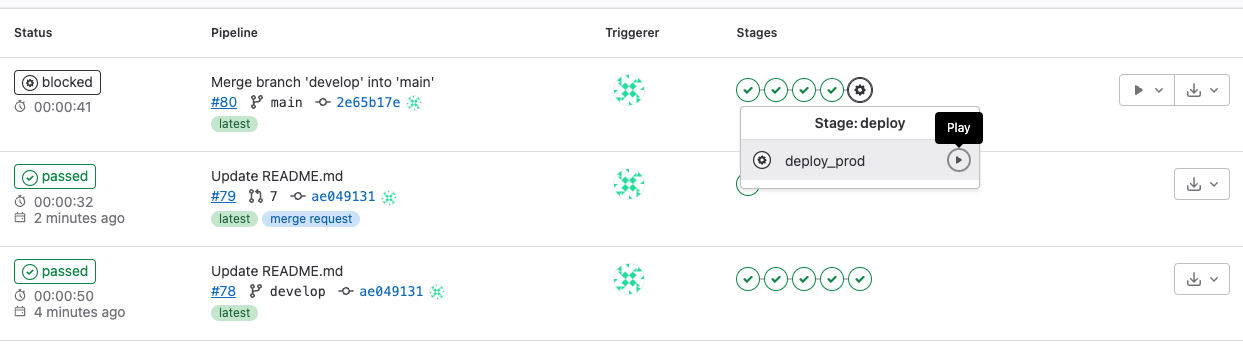 Status Pipeline Triggerer Stages
blocked
00:00:41
Merge branch 'develop' into 'main'
#80 main 2e65b17e
latest
Stage: deploy
Play
deploy_prod
passed
00:00:32
2 minutes ago
Update README.md
#79 7 ae049131
latest merge request
passed
00:00:50
4 minutes ago
Update README.md
#78 develop ae049131
latest